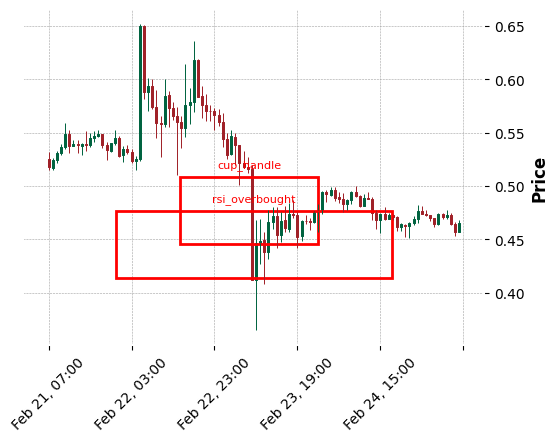 0.65
0.60
0.55
cup_handle
0.50
rsi_overbought
0.45
0.40
Price
Feb 21, 07:00
Feb 22, 03:00
Feb 22, 23:00
Feb 23, 19:00
Feb 24, 15:00